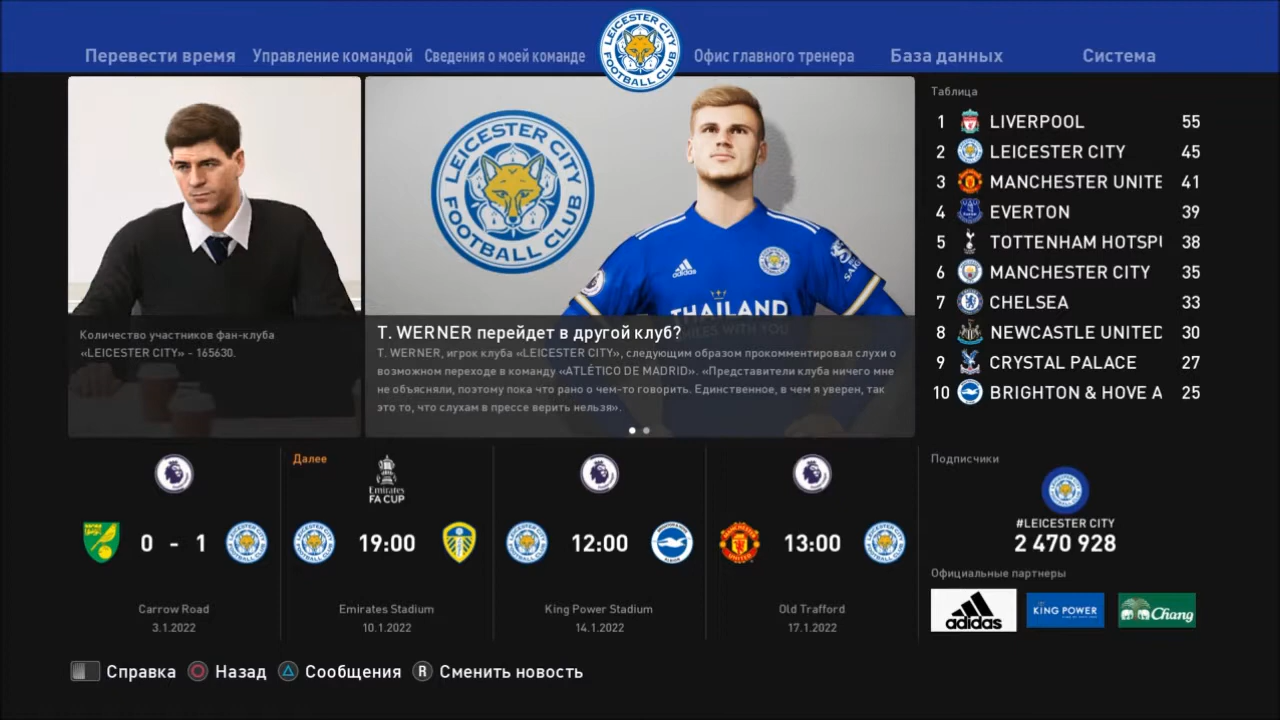 Перевести время
Управление командой
Сведения о моей команде
LEICESTER CITY FOOTBALL CLUB
Офис главного тренера
База данных
Система
Количество участников фан-клуба
«LEICESTER CITY» - 165630.
LEICESTER CITY
FOOTBALL CLUB
adidas
THAILAND
SMILES WITH YOU
T. WERNER перейдет в другой клуб?
T. WERNER, игрок клуба «LEICESTER CITY», следующим образом прокомментировал слухи о
возможном переходе в команду «ATLÉTICO DE MADRID». «Представители клуба ничего мне
не объясняли, поэтому пока что рано о чем-то говорить. Единственное, в чем я уверен, так
это то, что слухам в прессе верить нельзя».
Таблица
1 LIVERPOOL 55
2 LEICESTER CITY 45
3 MANCHESTER UNITE 41
4 EVERTON 39
5 TOTTENHAM HOTSPU 38
6 MANCHESTER CITY 35
7 CHELSEA 33
8 NEWCASTLE UNITED 30
9 CRYSTAL PALACE 27
10 BRIGHTON & HOVE A 25
0 - 1
Carrow Road
3.1.2022
Далее
Emirates
FA CUP
19:00
Emirates Stadium
10.1.2022
12:00
King Power Stadium
14.1.2022
13:00
Old Trafford
17.1.2022
Подписчики
#LEICESTER CITY
2 470 928
Официальные партнеры
adidas
KING POWER
Chang
Справка
Назад
Сообщения
R Сменить новость